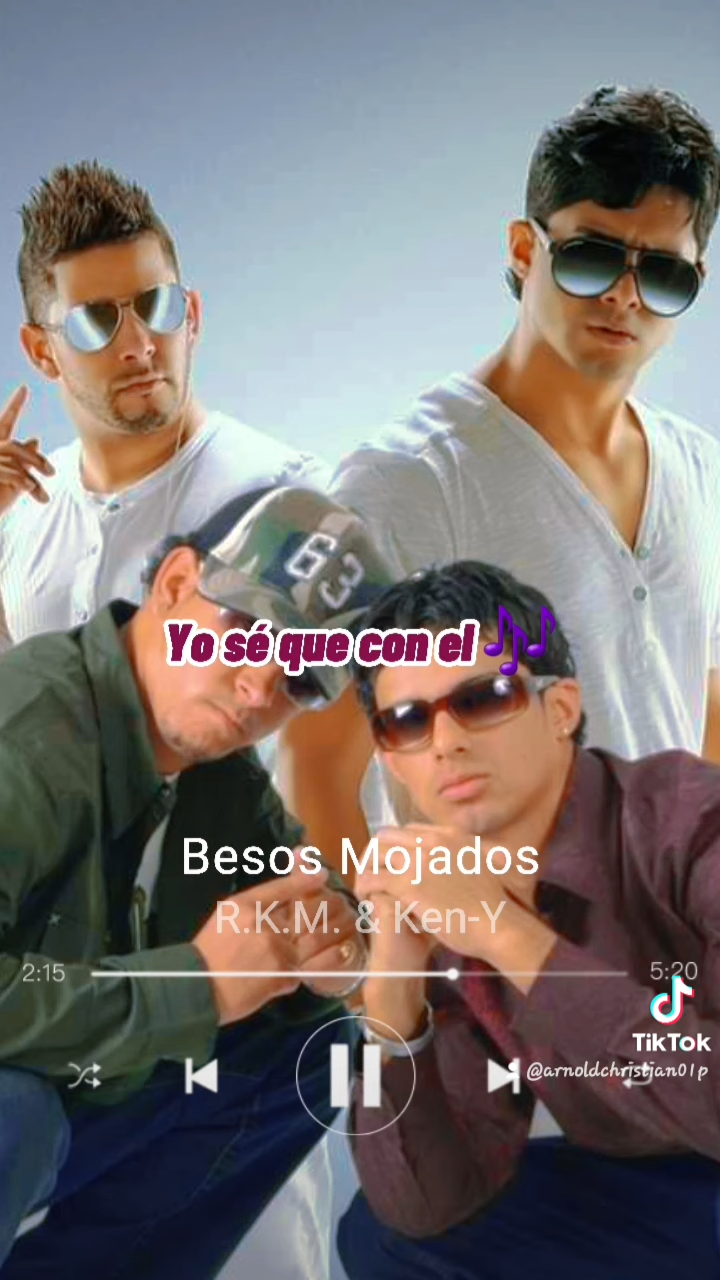 63
Yo sé que con el
Besos Mojados
R.K.M. & Ken-Y
2:15
5:20
TikTok
@arnoldchristian01p